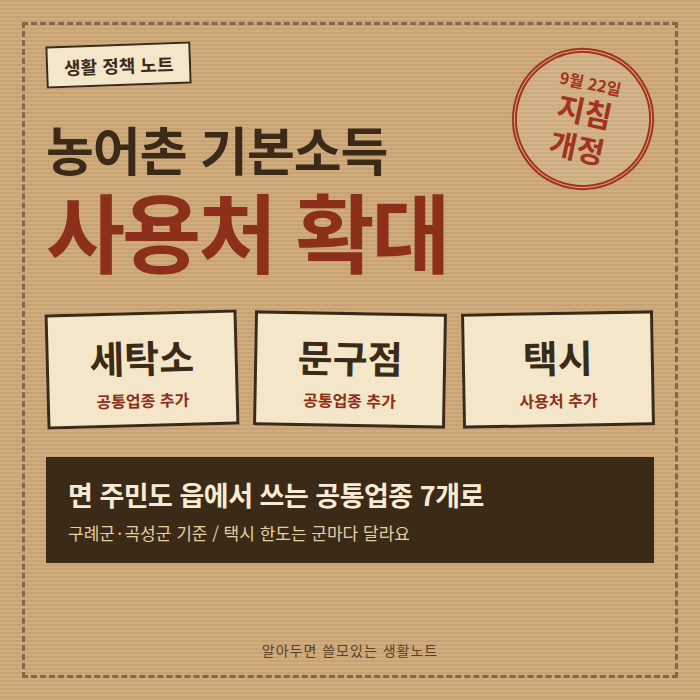 생활 정책 노트
9월 22일
지침
개정
농어촌 기본소득
사용처 확대
세탁소
공통업종 추가
문구점
공통업종 추가
택시
사용처 추가
면 주민도 읍에서 쓰는 공통업종 7개로
구례군·곡성군 기준 / 택시 한도는 군마다 달라요
알아두면 쓸모있는 생활노트